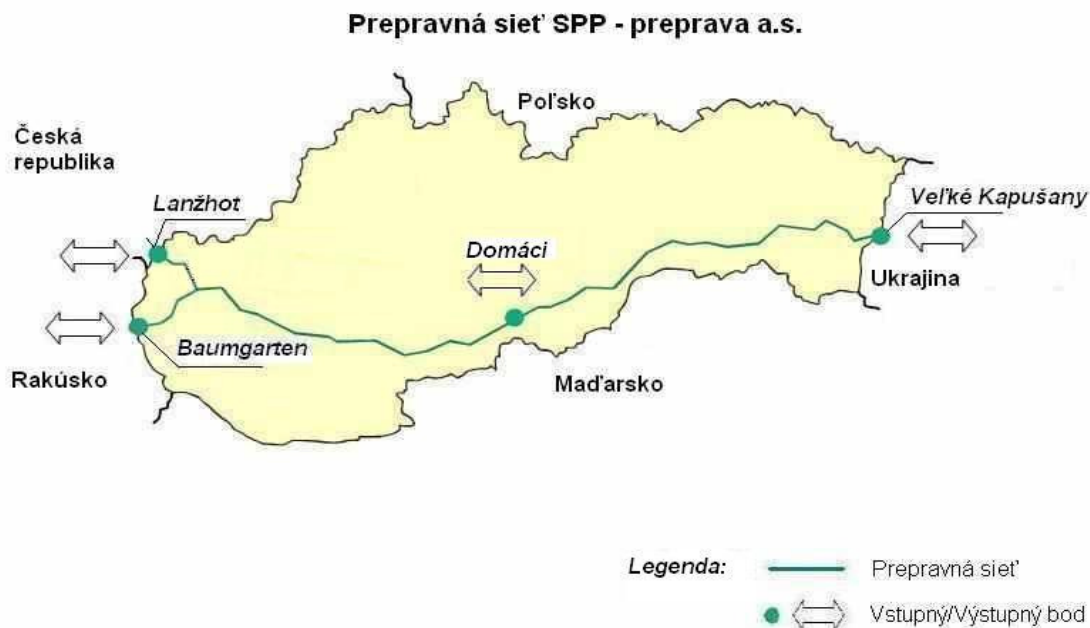 Prepravná sieť SPP - preprava a.s.
Poľsko
Česká
republika
Lanžhot
Veľké Kapušany
Domáci
Ukrajina
Baumgarten
Rakúsko
Maďarsko
Legenda:
Prepravná sieť
Vstupný/Výstupný bod